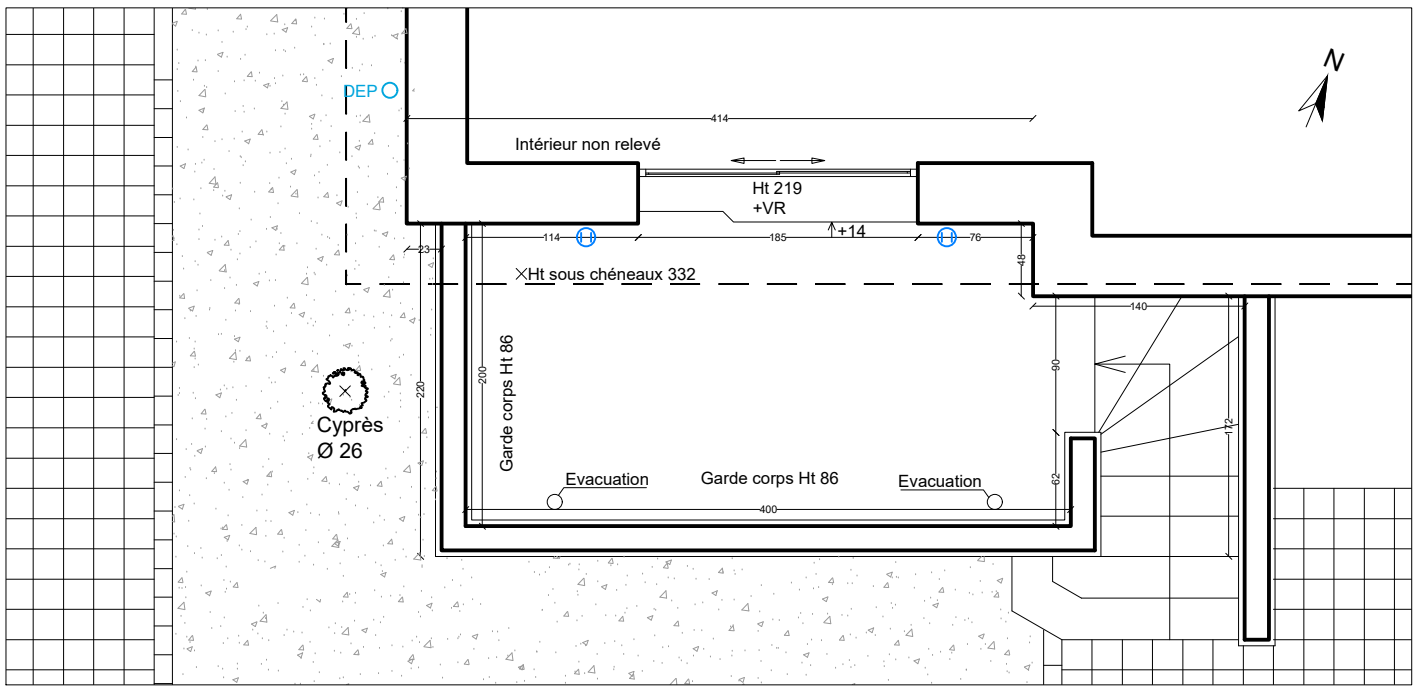 N
DEP
414
Intérieur non relevé
Ht 219
+VR
114
185
+14
76
23
48
Ht sous chéneaux 332
140
Garde corps Ht 86
200
220
90
172
Cyprès
Ø 26
Evacuation
Garde corps Ht 86
Evacuation
62
400